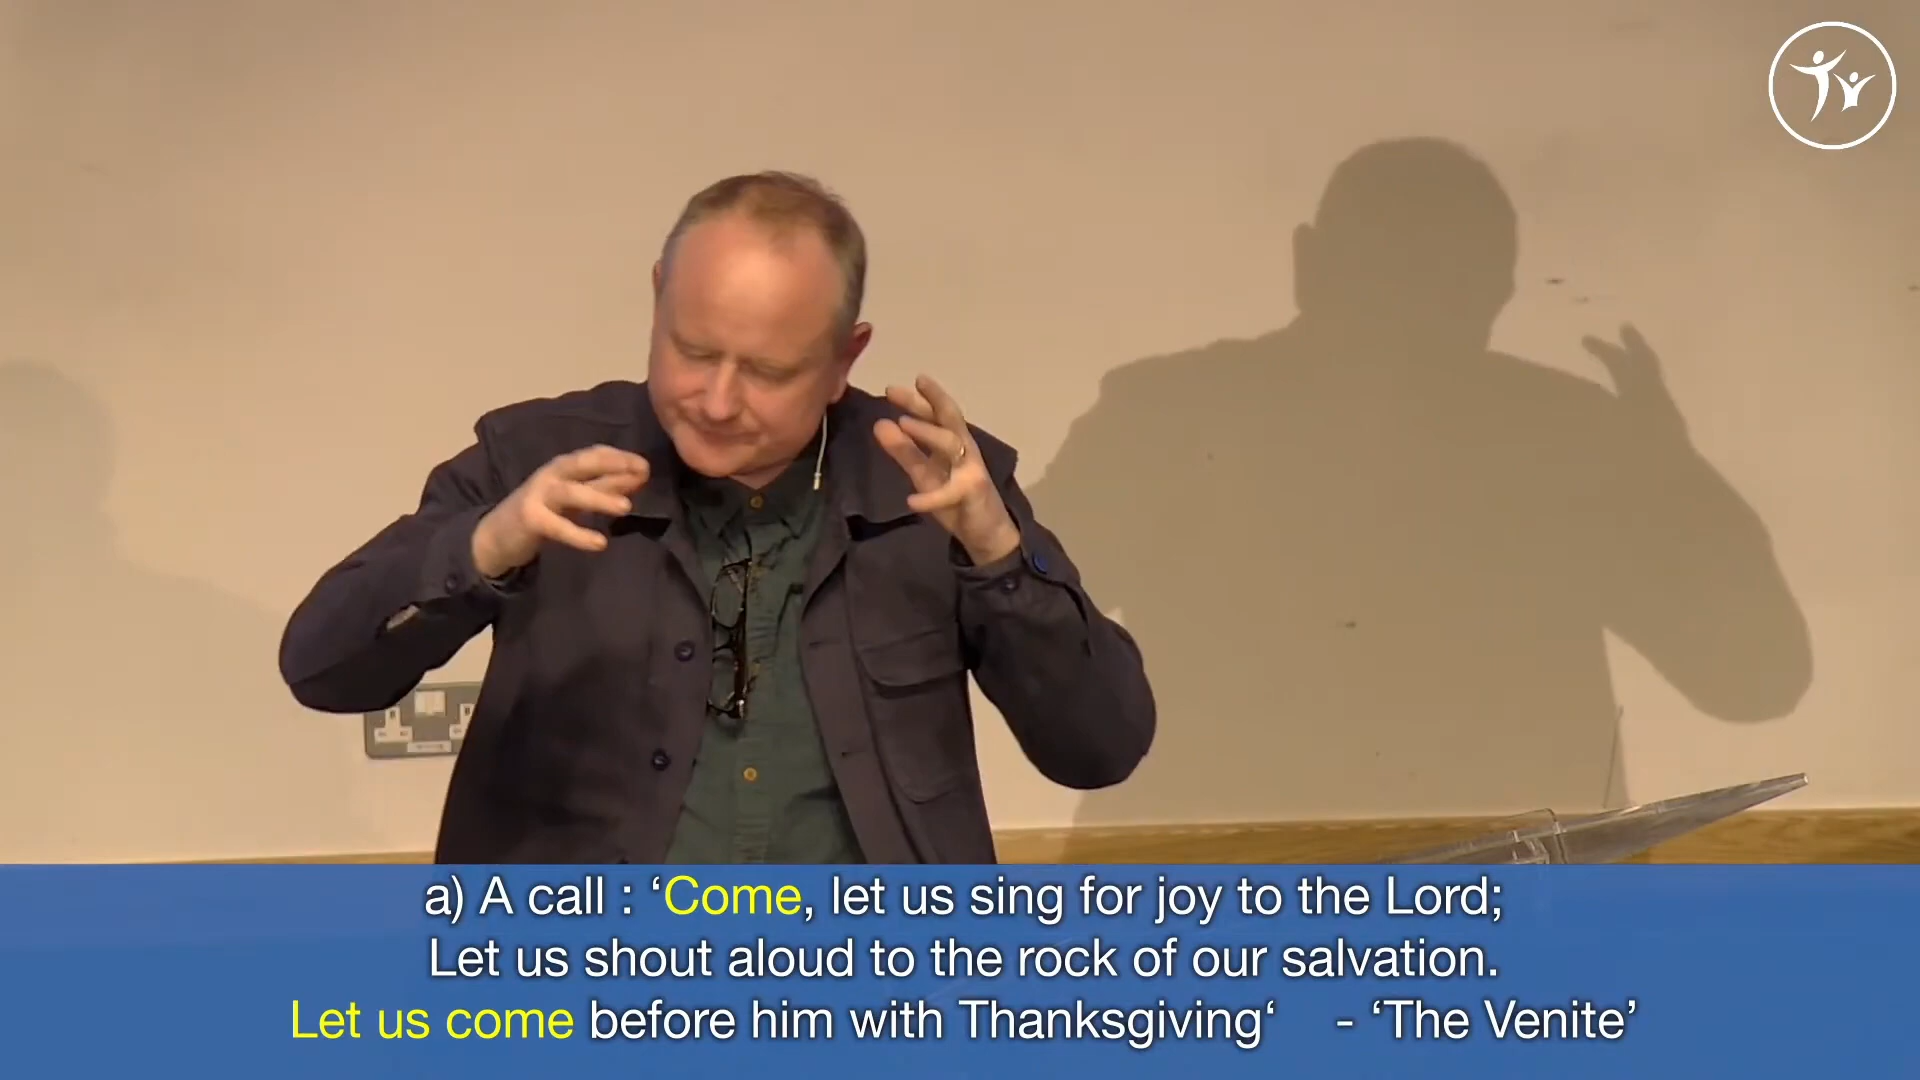 a) A call : ‘Come, let us sing for joy to the Lord;
Let us shout aloud to the rock of our salvation.
Let us come before him with Thanksgiving‘ - ‘The Venite’